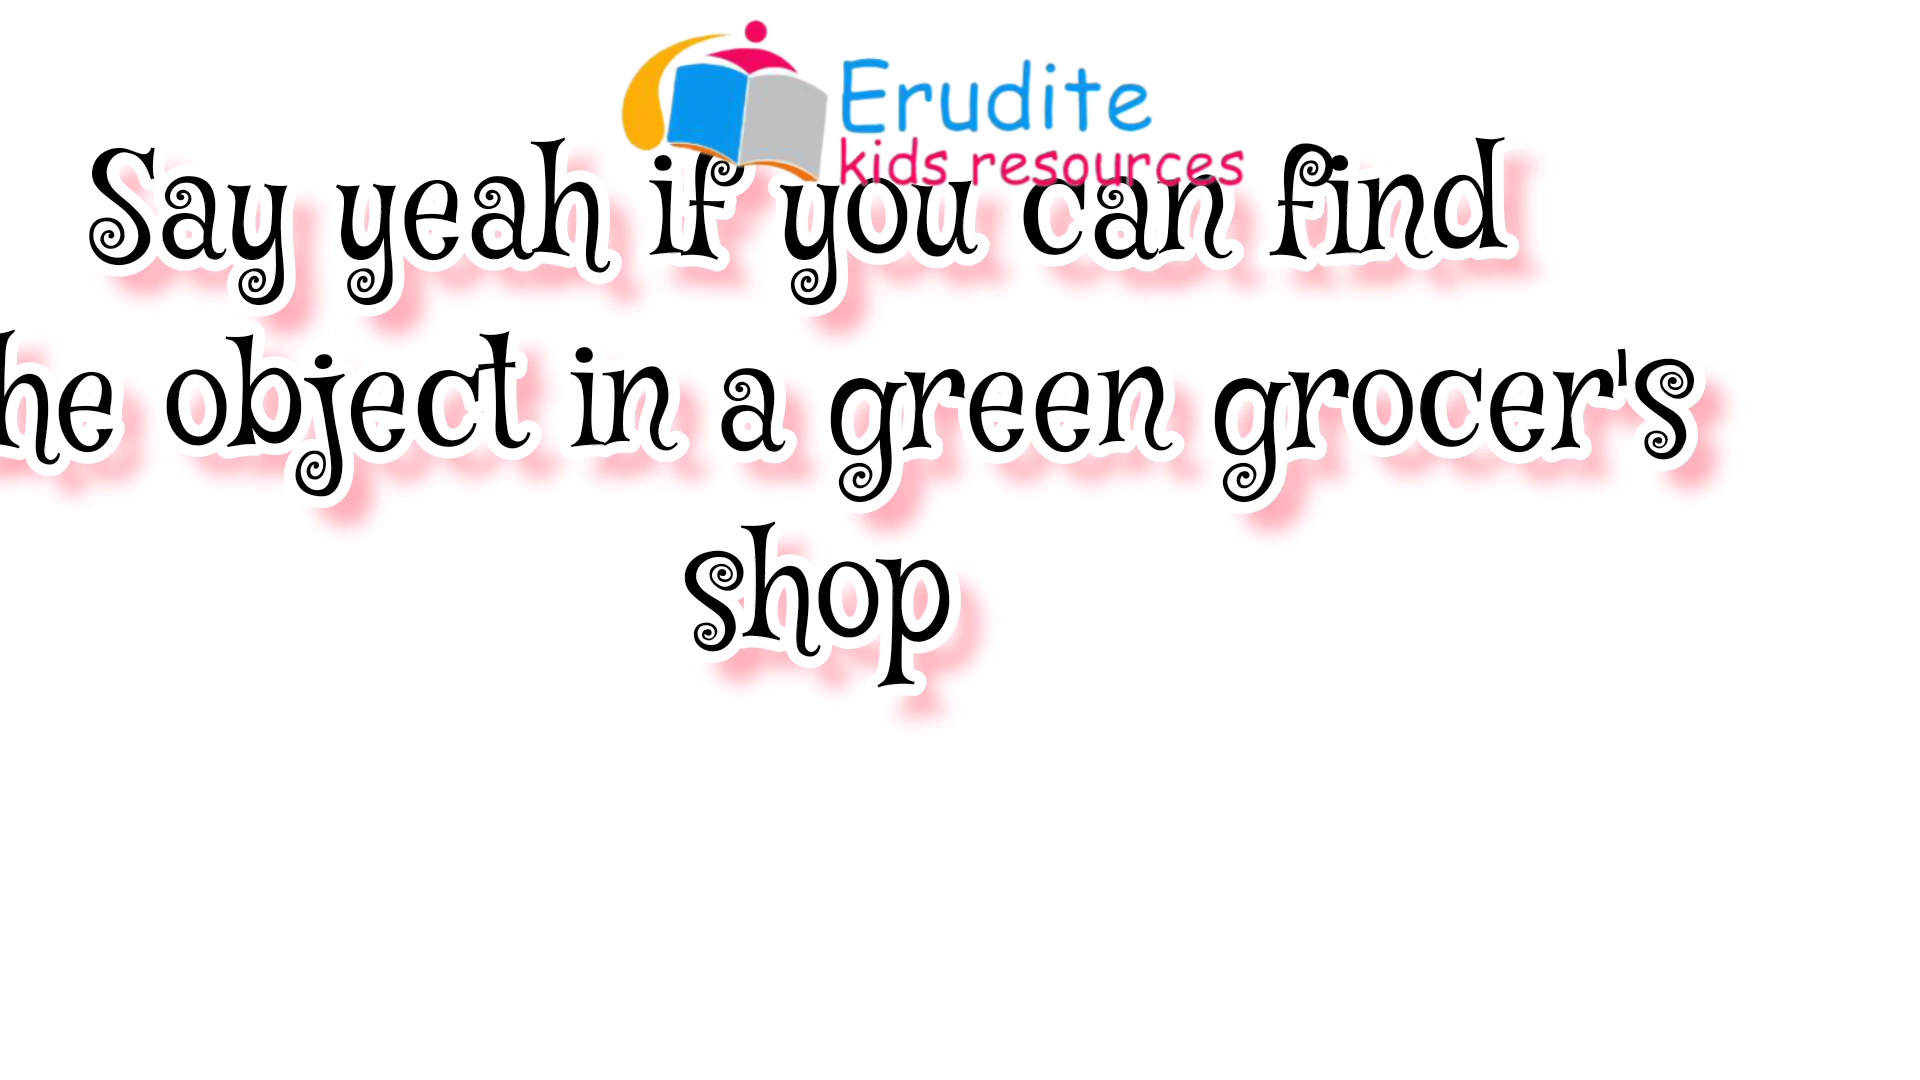 Erudite
kids resources
Say yeah if you can find
he object in a green grocer's
shop